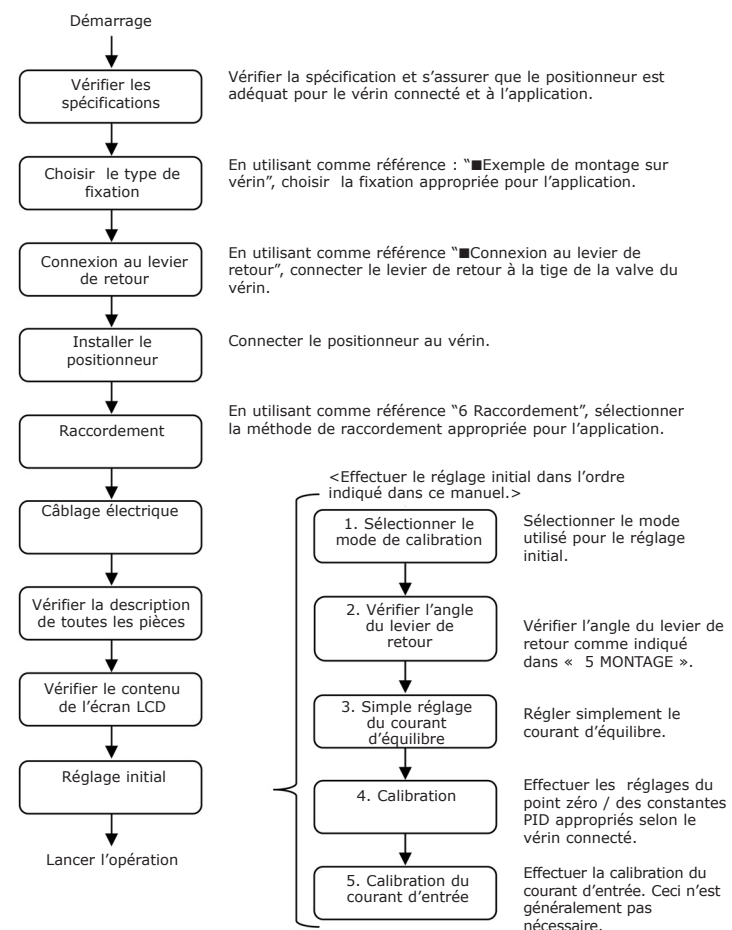 Démarrage
Vérifier les
spécifications
Vérifier la spécification et s’assurer que le positionneur est
adéquat pour le vérin connecté et à l’application.
Choisir le type de
fixation
En utilisant comme référence : “■Exemple de montage sur
vérin”, choisir la fixation appropriée pour l’application.
Connexion au levier
de retour
En utilisant comme référence “■Connexion au levier de
retour”, connecter le levier de retour à la tige de la valve du
vérin.
Installer le
positionneur
Connecter le positionneur au vérin.
Raccordement
En utilisant comme référence “6 Raccordement”, sélectionner
la méthode de raccordement appropriée pour l’application.
Câblage électrique
Vérifier la description
de toutes les pièces
Vérifier le contenu
de l’écran LCD
Réglage initial
Lancer l’opération
<Effectuer le réglage initial dans l’ordre
indiqué dans ce manuel.>
1. Sélectionner le
mode de calibration
Sélectionner le mode
utilisé pour le réglage
initial.
2. Vérifier l’angle
du levier de
retour
Vérifier l’angle du levier de
retour comme indiqué
dans « 5 MONTAGE ».
3. Simple réglage
du courant
d’équilibre
Régler simplement le
courant d’équilibre.
4. Calibration
Effectuer les réglages du
point zéro / des constantes
PID appropriés selon le
vérin connecté.
5. Calibration du
courant d’entrée
Effectuer la calibration du
courant d’entrée. Ceci n’est
généralement pas
nécessaire.